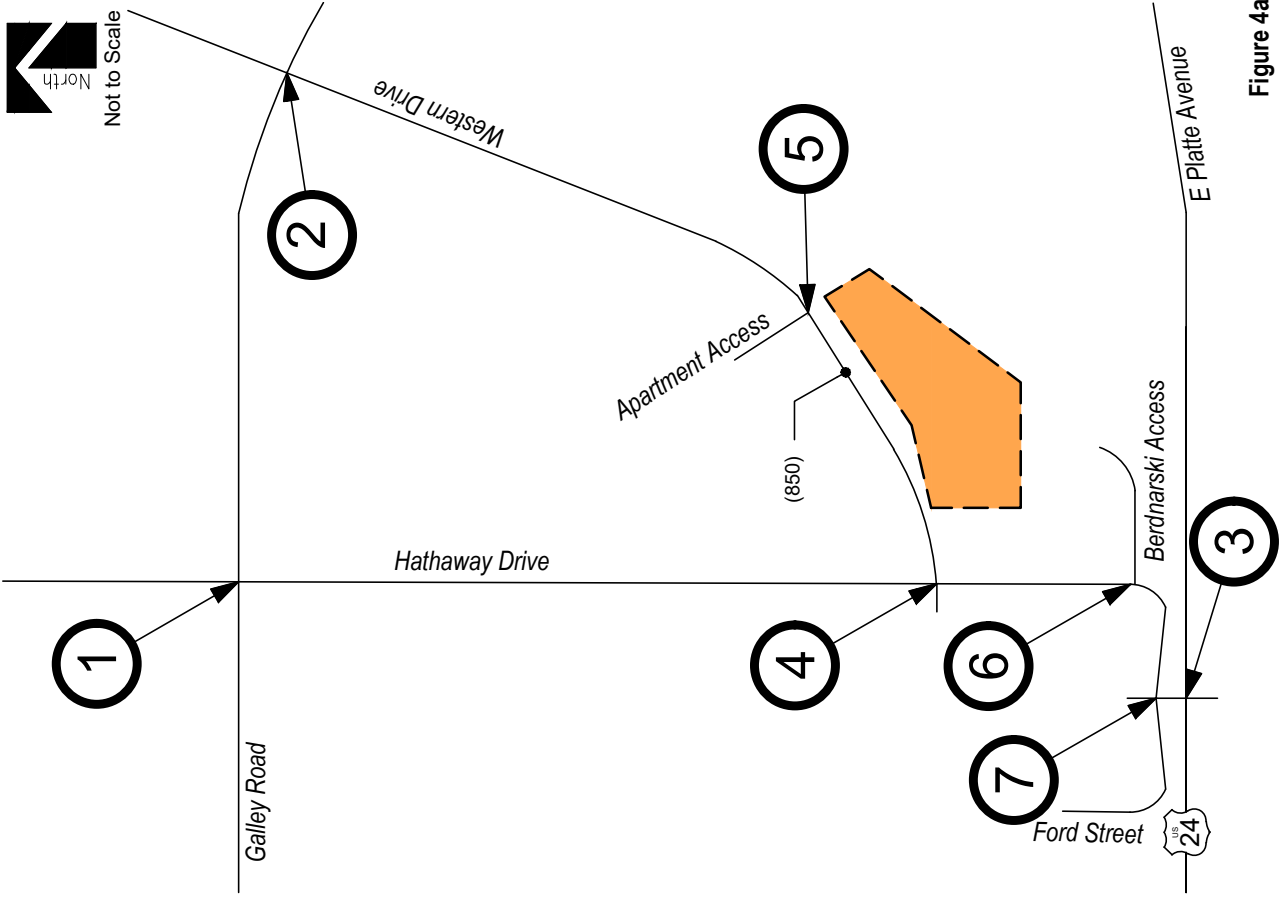 North
Not to Scale
Western Drive
2
5
Apartment Access
(850)
1
Hathaway Drive
Galley Road
4
6
7
3
Berdnarski Access
E Platte Avenue
Ford Street
US
24
Figure 4a